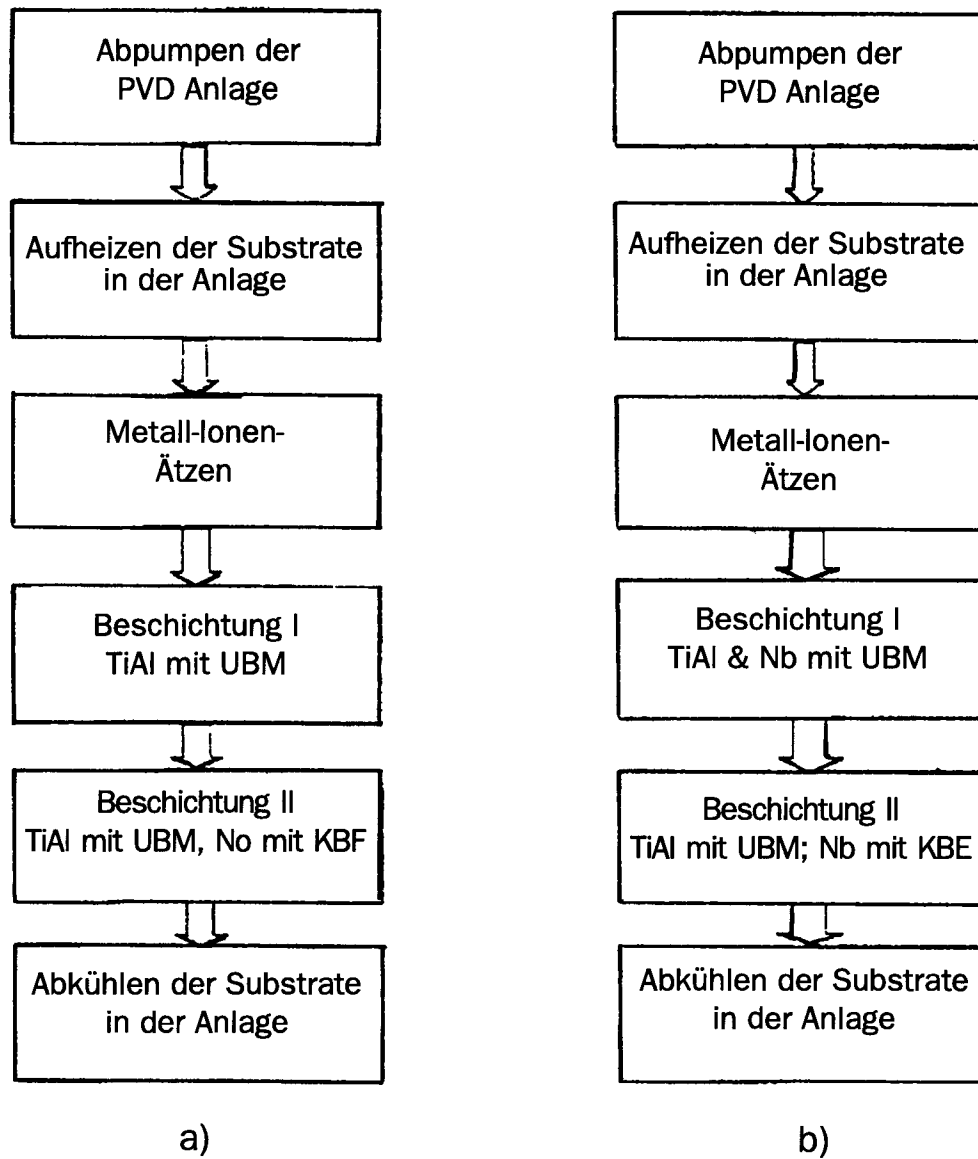 Abpumpen der
PVD Anlage
Aufheizen der Substrate
in der Anlage
Metall-Ionen-
Ätzen
Beschichtung I
TiAl mit UBM
Beschichtung II
TiAl mit UBM, No mit KBF
Abkühlen der Substrate
in der Anlage
a)
Abpumpen der
PVD Anlage
Aufheizen der Substrate
in der Anlage
Metall-Ionen-
Ätzen
Beschichtung I
TiAl & Nb mit UBM
Beschichtung II
TiAl mit UBM; Nb mit KBE
Abkühlen der Substrate
in der Anlage
b)